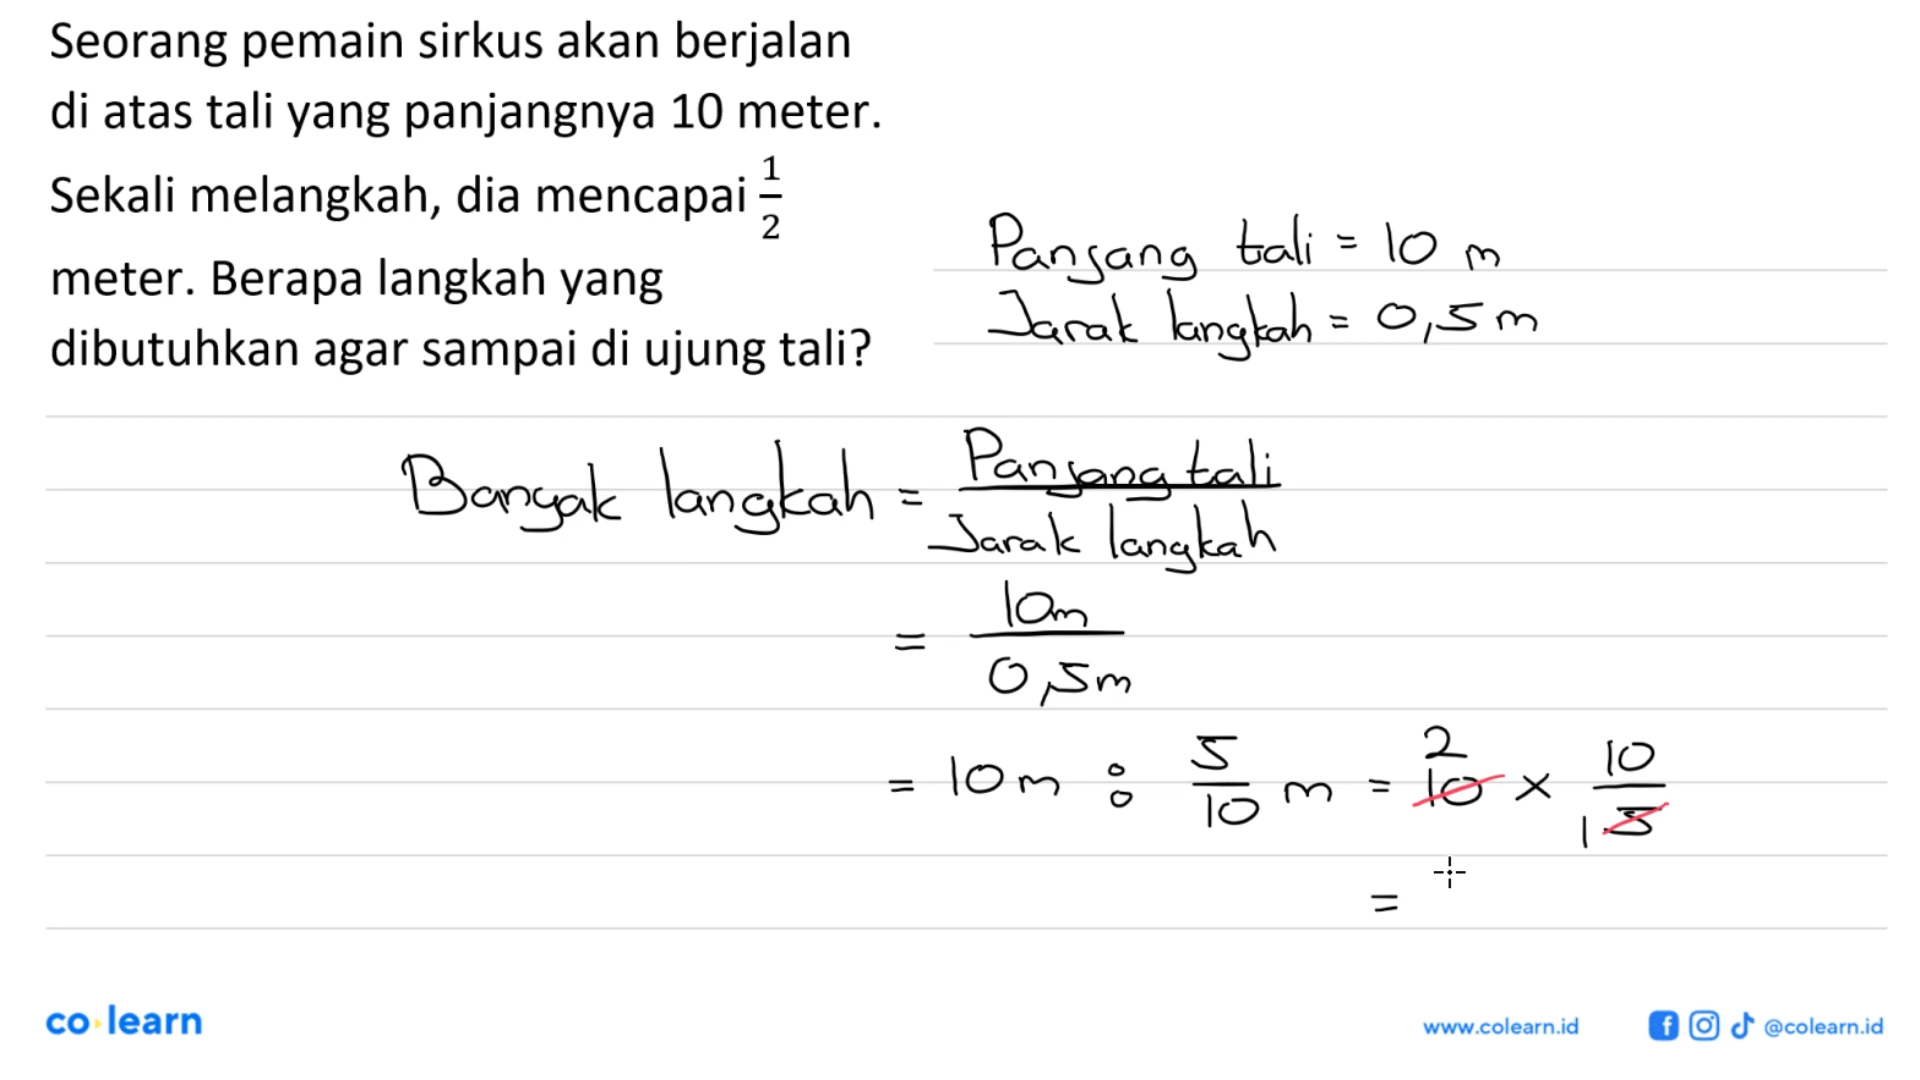 Seorang pemain sirkus akan berjalan
di atas tali yang panjangnya 10 meter.
Sekali melangkah, dia mencapai 1/2
meter. Berapa langkah yang
dibutuhkan agar sampai di ujung tali?
Panjang tali = 10 m
Jarak langkah = 0,5 m
Banyak langkah = Panjang tali / Jarak langkah
= 10m / 0,5m
= 10 m : 5/10 m = 10 × 10/5
2 1
=
co learn
www.colearn.id @colearn.id